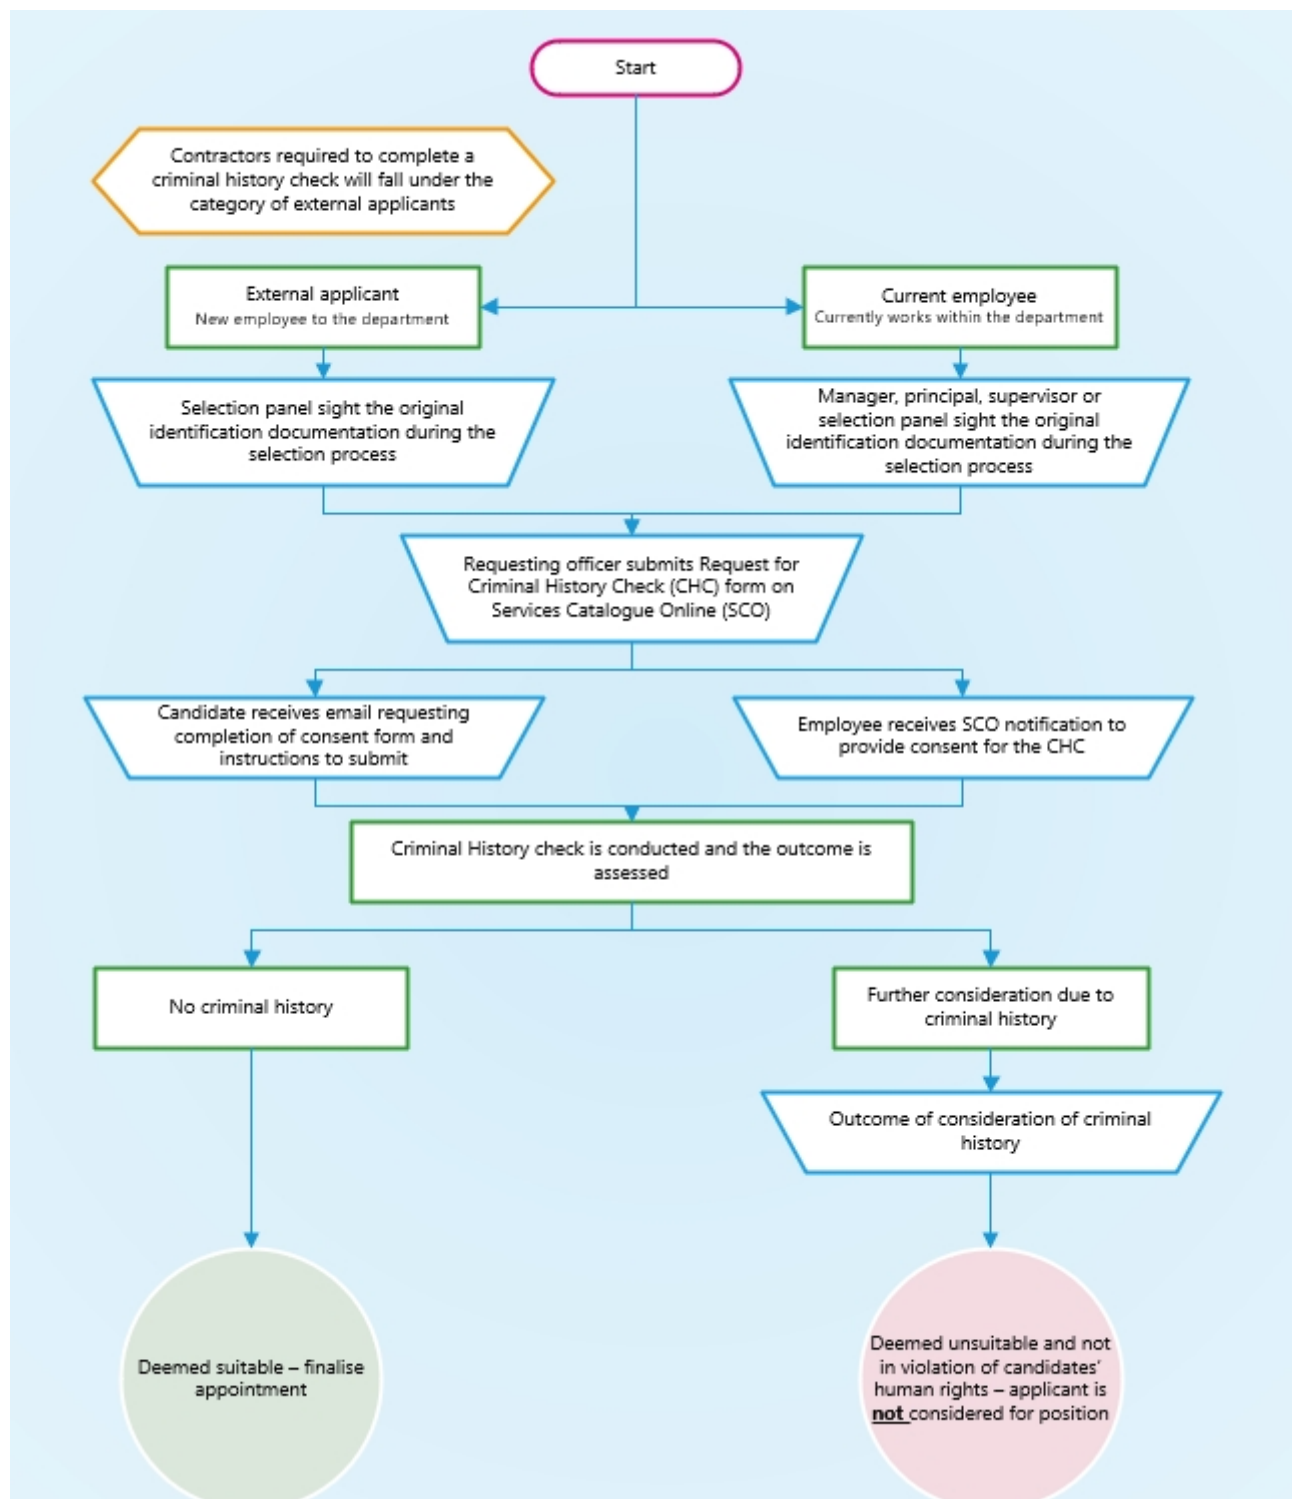 Start
Contractors required to complete a
criminal history check will fall under the
category of external applicants
External applicant
New employee to the department
Current employee
Currently works within the department
Selection panel sight the original
identification documentation during the
selection process
Manager, principal, supervisor or
selection panel sight the original
identification documentation during the
selection process
Requesting officer submits Request for
Criminal History Check (CHC) form on
Services Catalogue Online (SCO)
Candidate receives email requesting
completion of consent form and
instructions to submit
Employee receives SCO notification to
provide consent for the CHC
Criminal History check is conducted and the outcome is
assessed
No criminal history
Further consideration due to
criminal history
Outcome of consideration of criminal
history
Deemed suitable – finalise
appointment
Deemed unsuitable and not
in violation of candidates’
human rights – applicant is
not considered for position